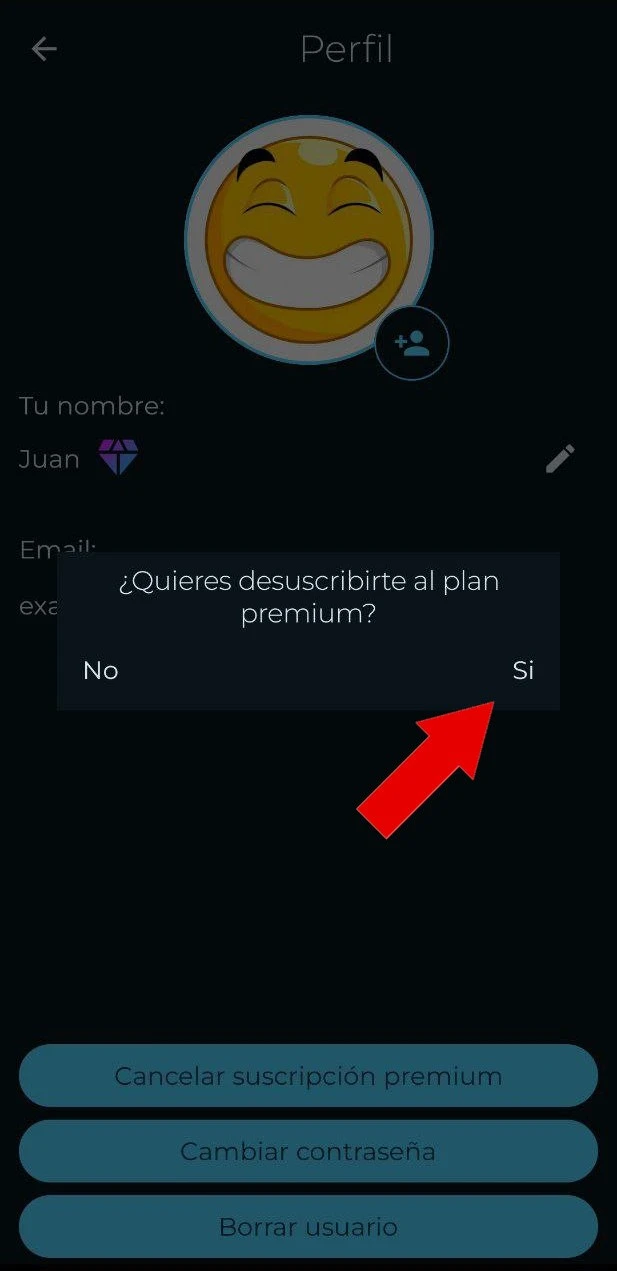 Perfil
Tu nombre:
Juan
Email:
exa
¿Quieres desuscribirte al plan
premium?
No
Si
Cancelar suscripción premium
Cambiar contraseña
Borrar usuario